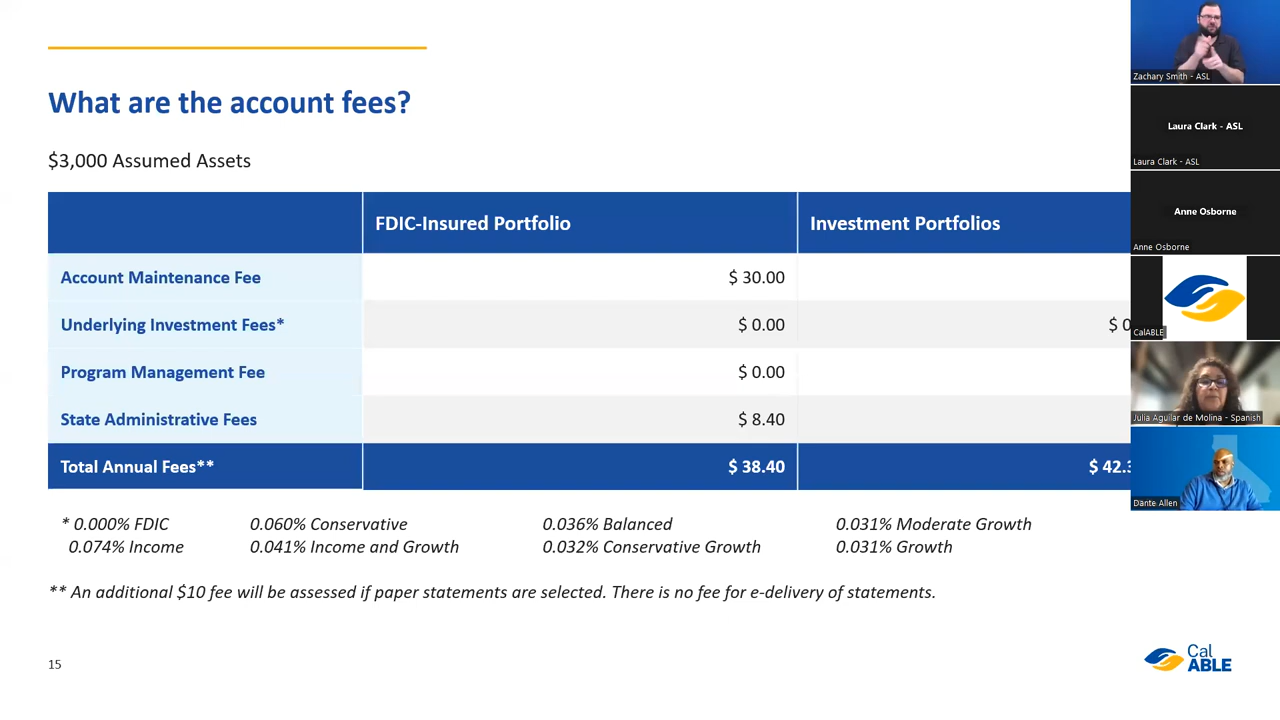 What are the account fees?
$3,000 Assumed Assets
FDIC-Insured Portfolio Investment Portfolios
Account Maintenance Fee $ 30.00
Underlying Investment Fees* $ 0.00 $ 0
Program Management Fee $ 0.00
State Administrative Fees $ 8.40
Total Annual Fees** $ 38.40 $ 42.3
* 0.000% FDIC 0.060% Conservative 0.036% Balanced 0.031% Moderate Growth
0.074% Income 0.041% Income and Growth 0.032% Conservative Growth 0.031% Growth
** An additional $10 fee will be assessed if paper statements are selected. There is no fee for e-delivery of statements.
15
Cal
ABLE
Zachary Smith - ASL
Laura Clark - ASL
Laura Clark - ASL
Anne Osborne
Anne Osborne
CalABLE
Julia Aguilar de Molina - Spanish
Dante Allen